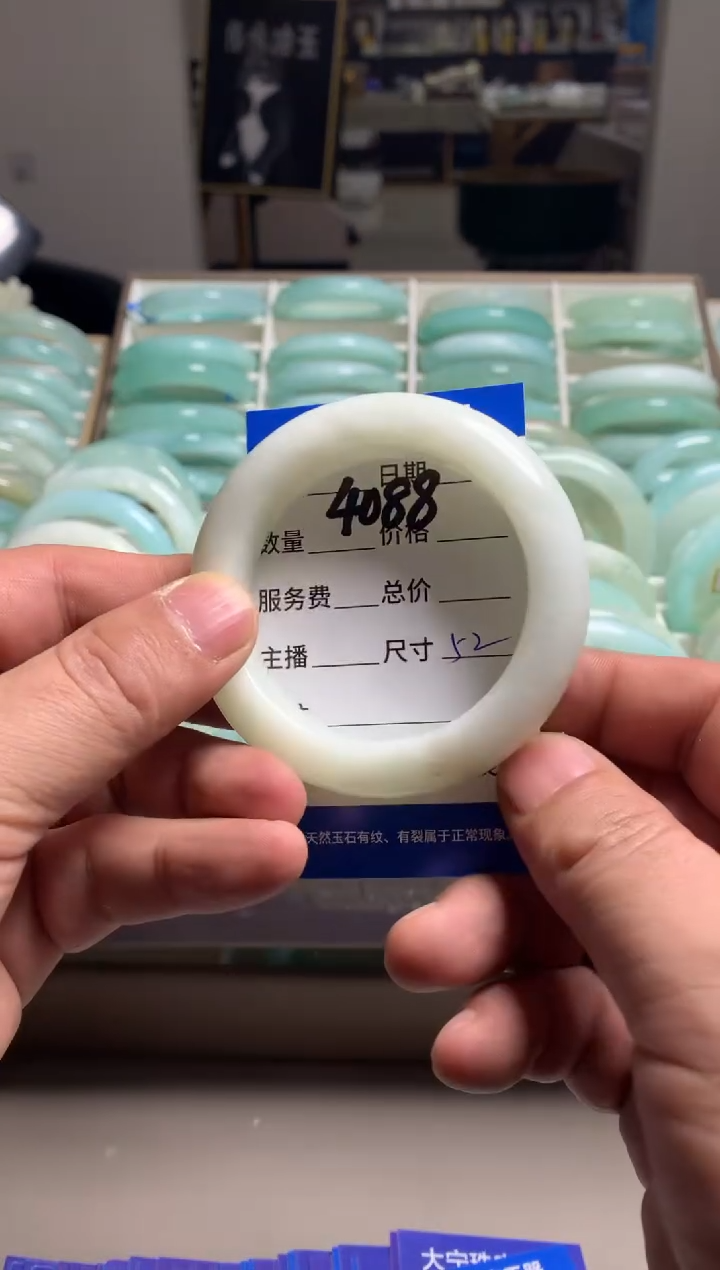 日期
4088
数量 价格
服务费 总价
主播 尺寸 52
天然玉石有纹、有裂属于正常现象